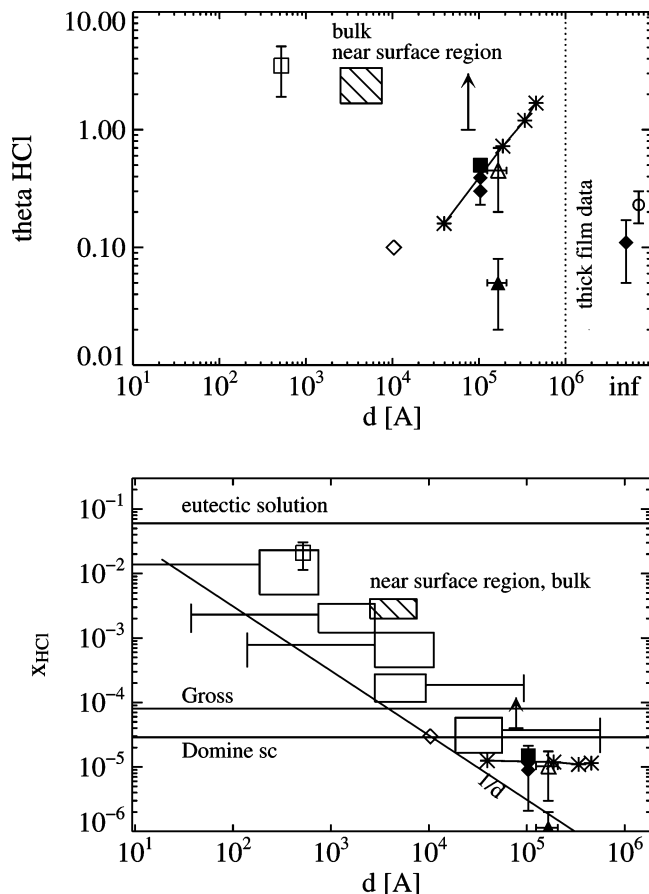 10.00
bulk
near surface region
1.00
theta HCl
0.10
thick film data
0.01
10^1 10^2 10^3 10^4 10^5 10^6 inf
d [A]
10^-1
eutectic solution
10^-2
near surface region, bulk
10^-3
x_HCl
10^-4
Gross
Domine sc
10^-5
1/d
10^-6
10^1 10^2 10^3 10^4 10^5 10^6
d [A]